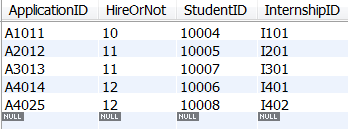 ApplicationID HireOrNot StudentID InternshipID
A1011 10 10004 I101
A2012 11 10005 I201
A3013 11 10007 I301
A4014 12 10006 I401
A4025 12 10008 I402
NULL NULL NULL NULL